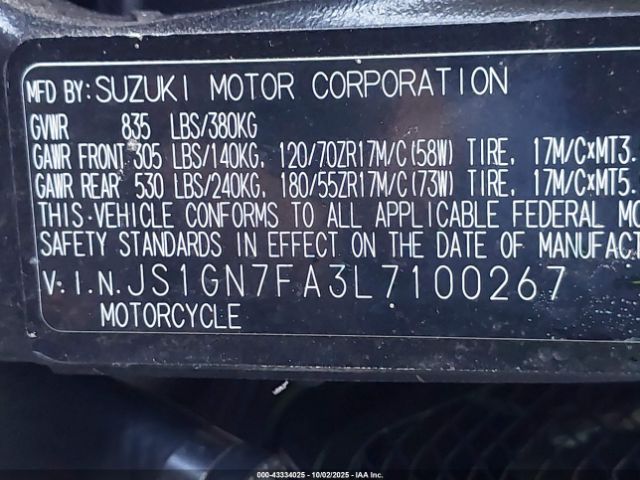 MFD BY: SUZUKI MOTOR CORPORATION
GVWR 835 LBS/380KG
GAWR FRONT 305 LBS/140KG, 120/70ZR17M/C(58W) TIRE, 17M/C×MT3.
GAWR REAR 530 LBS/240KG, 180/55ZR17M/C(73W) TIRE, 17M/C×MT5.
THIS VEHICLE CONFORMS TO ALL APPLICABLE FEDERAL MO
SAFETY STANDARDS IN EFFECT ON THE DATE OF MANUFACT
V.I.N. JS1GN7FA3L7100267
MOTORCYCLE
000-43334025 | 10/02/2025 | IAA Inc.